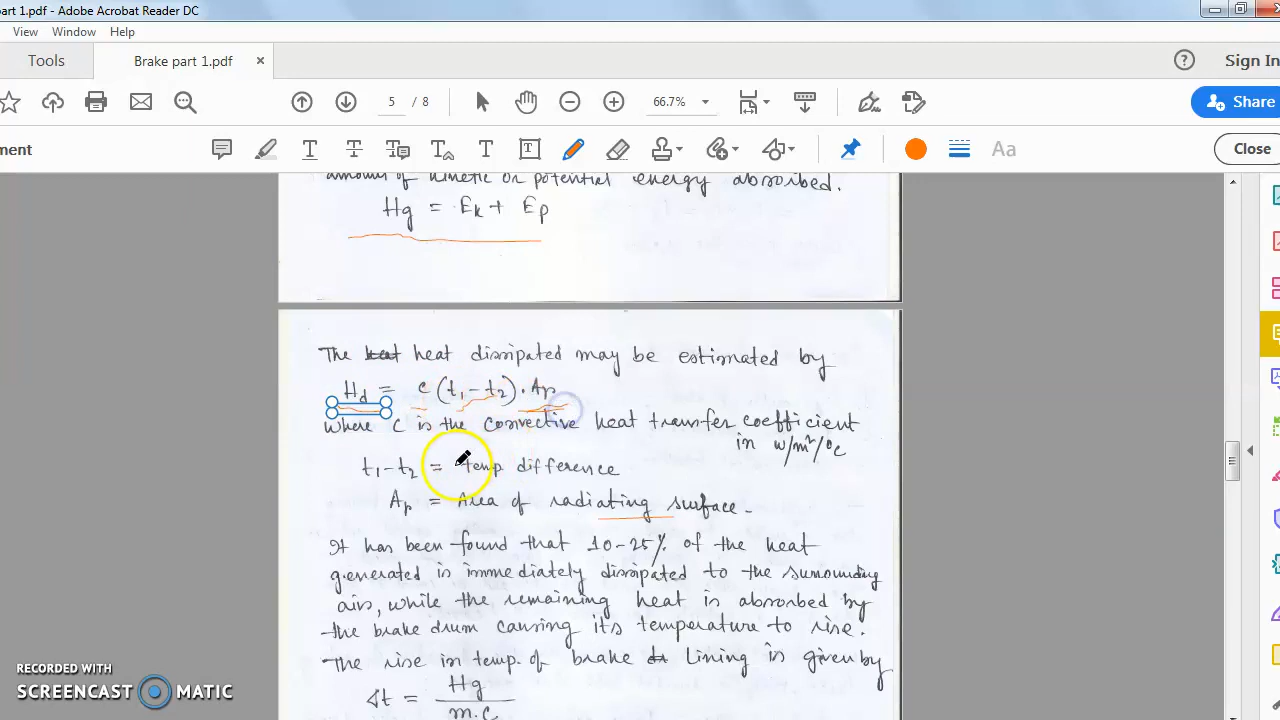 part 1.pdf - Adobe Acrobat Reader DC
View Window Help
Tools Brake part 1.pdf × Sign In
5 / 8 66.7% Share
ment Aa Close
amount of kinetic or potential energy absorbed.
Hg = Ek + Ep
The heat dissipated may be estimated by
Hd = c (t1 - t2) · Ap
where C is the convective heat transfer coefficient
in W/m²/°C
t1 - t2 = temp difference
Ap = Area of radiating surface.
It has been found that 10-25% of the heat
generated is immediately dissipated to the surrounding
air, while the remaining heat is absorbed by
the brake drum causing its temperature to rise.
The rise in temp. of brake lining is given by
Δt = Hg
m.C
RECORDED WITH
SCREENCAST MATIC